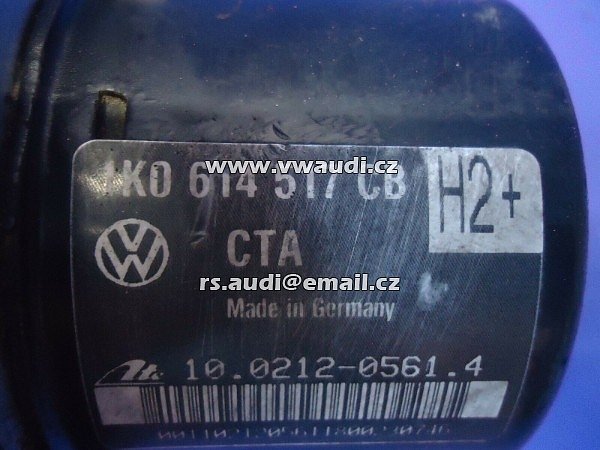 www.vwaudi.cz
1K0 614 517 CB
H2+
CTA
rs.audi@email.cz
Made in Germany
Ate 10.0212-0561.4